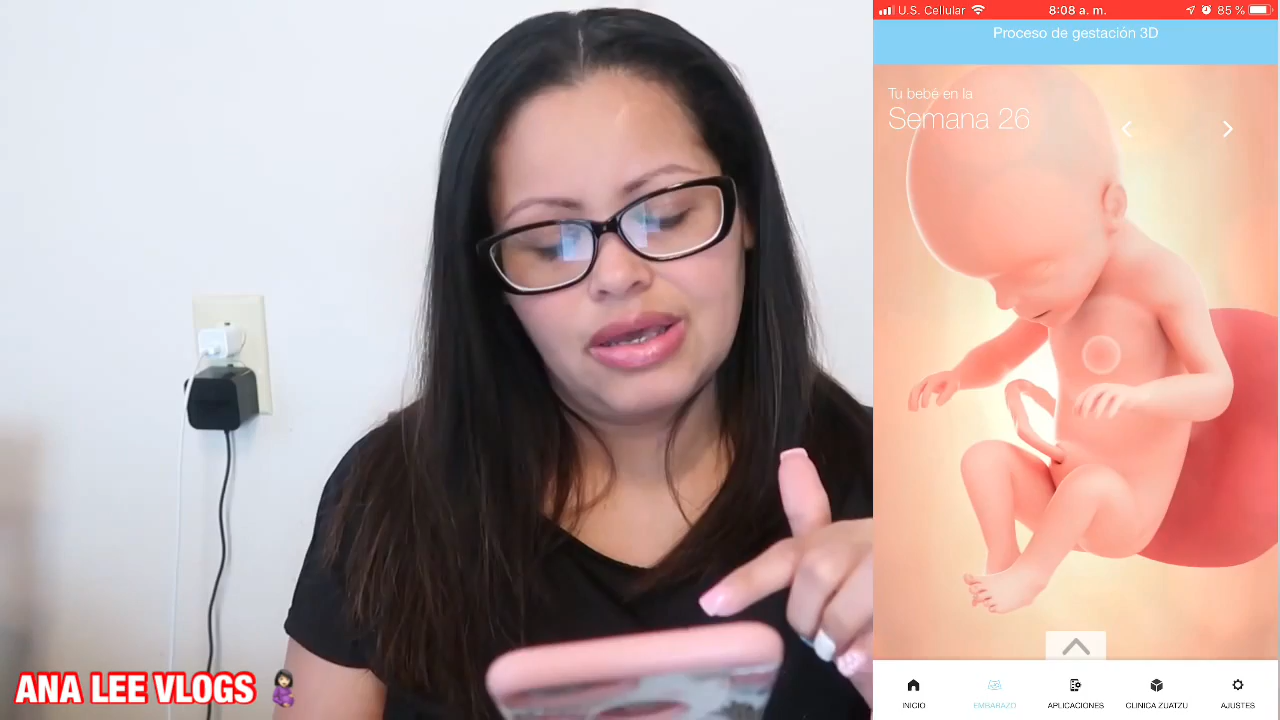 U.S. Cellular
8:08 a. m.
85 %
Proceso de gestación 3D
Tu bebé en la
Semana 26
ANA LEE VLOGS
INICIO
EMBARAZO
APLICACIONES
CLINICA ZUATZU
AJUSTES